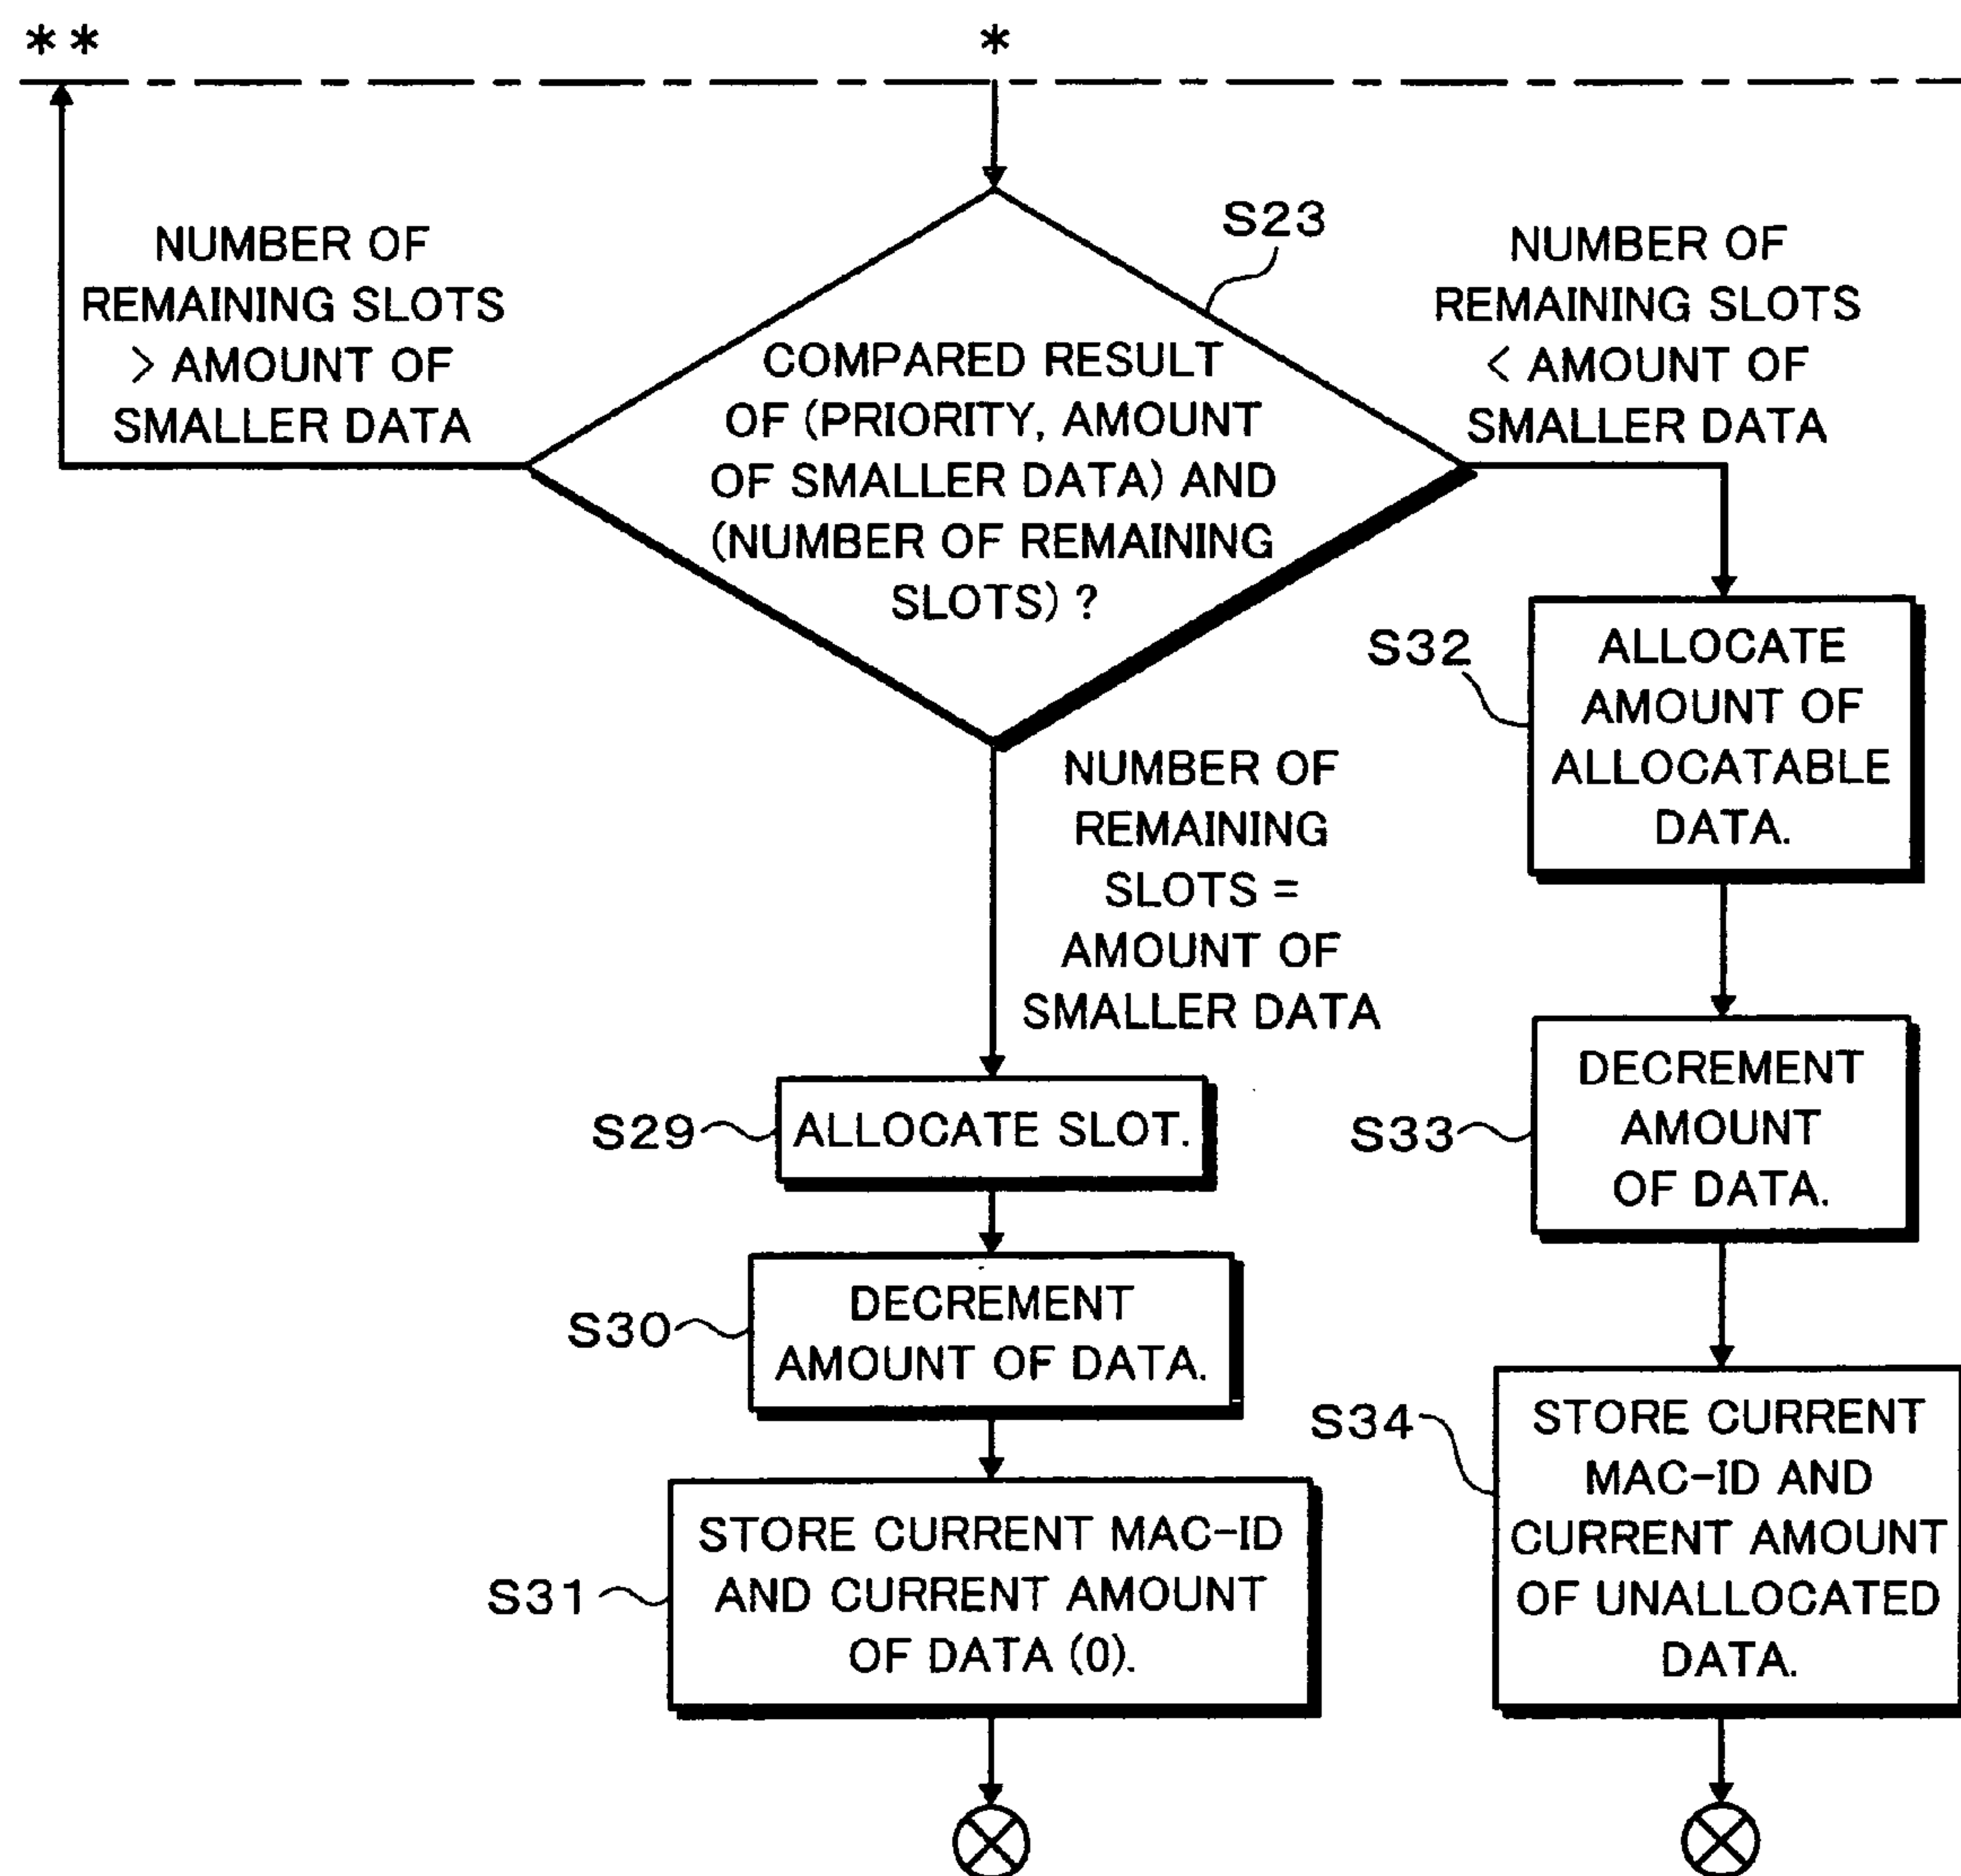 **
*
S23
NUMBER OF
REMAINING SLOTS
> AMOUNT OF
SMALLER DATA
COMPARED RESULT
OF (PRIORITY, AMOUNT
OF SMALLER DATA) AND
(NUMBER OF REMAINING
SLOTS) ?
NUMBER OF
REMAINING SLOTS
< AMOUNT OF
SMALLER DATA
NUMBER OF
REMAINING
SLOTS =
AMOUNT OF
SMALLER DATA
S29
ALLOCATE SLOT.
S30
DECREMENT
AMOUNT OF DATA.
S31
STORE CURRENT MAC-ID
AND CURRENT AMOUNT
OF DATA (0).
S32
ALLOCATE
AMOUNT OF
ALLOCATABLE
DATA.
S33
DECREMENT
AMOUNT
OF DATA.
S34
STORE CURRENT
MAC-ID AND
CURRENT AMOUNT
OF UNALLOCATED
DATA.